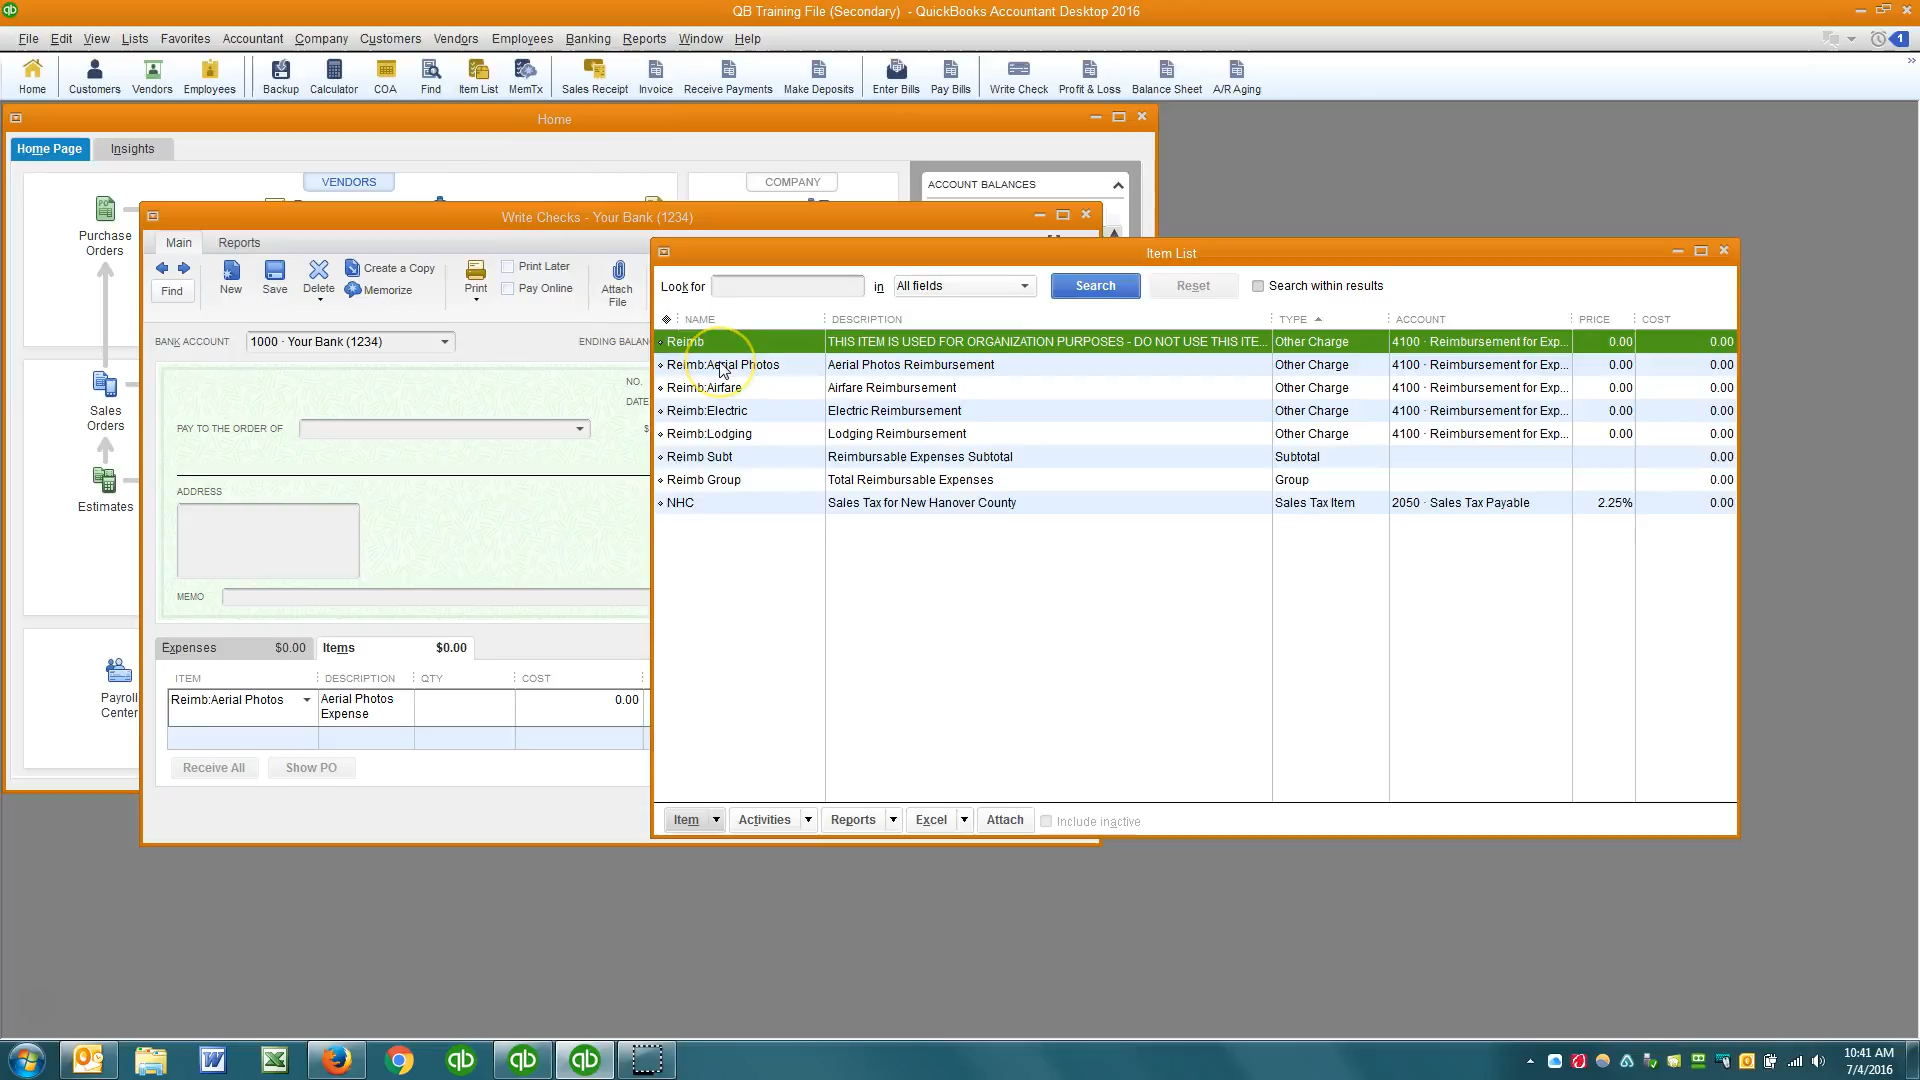 QB Training File (Secondary) - QuickBooks Accountant Desktop 2016
File Edit View Lists Favorites Accountant Company Customers Vendors Employees Banking Reports Window Help
1
Home Customers Vendors Employees Backup Calculator COA Find Item List MemTx Sales Receipt Invoice Receive Payments Make Deposits Enter Bills Pay Bills Write Check Profit & Loss Balance Sheet A/R Aging
Home
Home Page Insights
VENDORS COMPANY ACCOUNT BALANCES
Purchase
Orders
Sales
Orders
Estimates
Payroll
Center
Write Checks - Your Bank (1234)
Main Reports
Find New Save Delete Create a Copy
Memorize
Print Print Later
Pay Online
Attach
File
BANK ACCOUNT 1000 · Your Bank (1234) ENDING BALAN
NO.
DATE
PAY TO THE ORDER OF $
ADDRESS
MEMO
Expenses $0.00 Items $0.00
ITEM DESCRIPTION QTY COST
Reimb:Aerial Photos Aerial Photos
Expense 0.00
Receive All Show PO
Item List
Look for in All fields Search Reset Search within results
NAME DESCRIPTION TYPE ACCOUNT PRICE COST
Reimb THIS ITEM IS USED FOR ORGANIZATION PURPOSES - DO NOT USE THIS ITE... Other Charge 4100 · Reimbursement for Exp... 0.00 0.00
Reimb:Aerial Photos Aerial Photos Reimbursement Other Charge 4100 · Reimbursement for Exp... 0.00 0.00
Reimb:Airfare Airfare Reimbursement Other Charge 4100 · Reimbursement for Exp... 0.00 0.00
Reimb:Electric Electric Reimbursement Other Charge 4100 · Reimbursement for Exp... 0.00 0.00
Reimb:Lodging Lodging Reimbursement Other Charge 4100 · Reimbursement for Exp... 0.00 0.00
Reimb Subt Reimbursable Expenses Subtotal Subtotal 0.00
Reimb Group Total Reimbursable Expenses Group 0.00
NHC Sales Tax for New Hanover County Sales Tax Item 2050 · Sales Tax Payable 2.25% 0.00
Item Activities Reports Excel Attach Include inactive
10:41 AM
7/4/2016